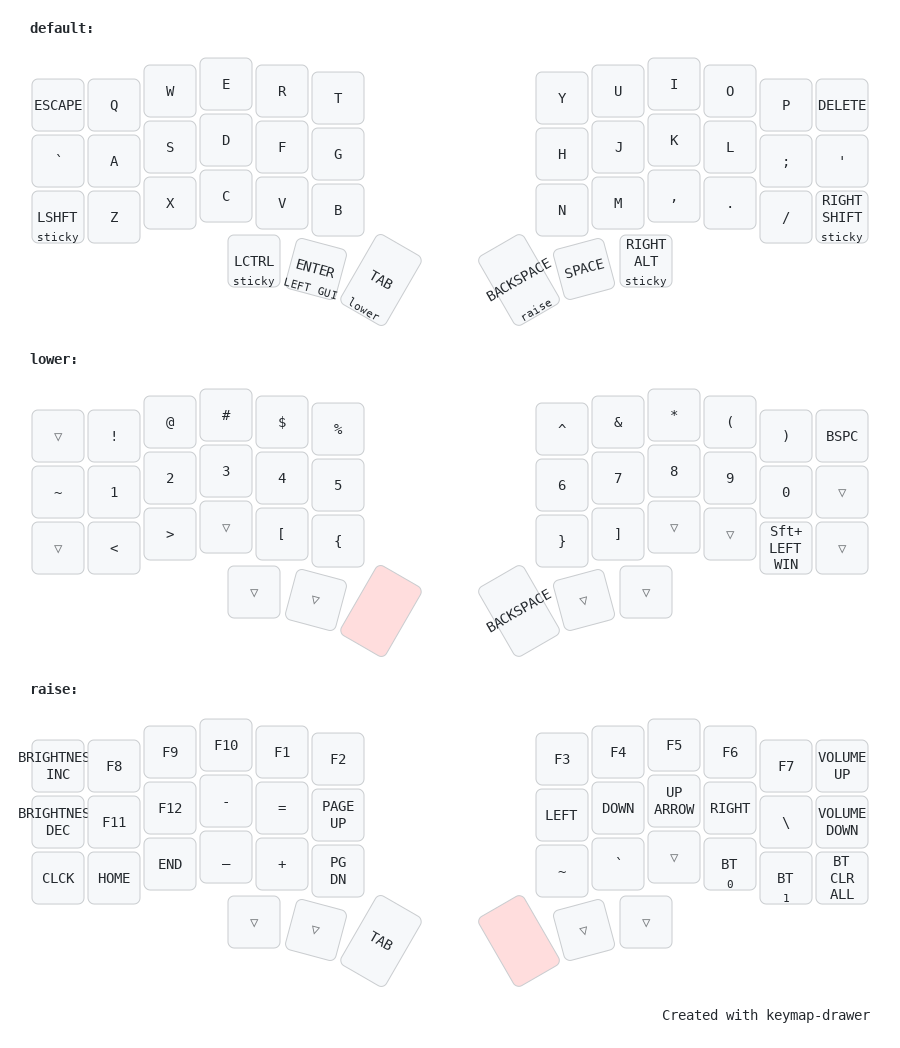 default:
ESCAPE Q W E R T Y U I O P DELETE
` A S D F G H J K L ; '
LSHFT sticky Z X C V B N M , . / RIGHT SHIFT sticky
LCTRL sticky ENTER LEFT GUI TAB lower BACKSPACE raise SPACE RIGHT ALT sticky
lower:
▽ ! @ # $ % ^ & * ( ) BSPC
~ 1 2 3 4 5 6 7 8 9 0 ▽
▽ < > ▽ [ { } ] ▽ ▽ Sft+ LEFT WIN ▽
▽ ▽ BACKSPACE ▽ ▽
raise:
BRIGHTNES INC F8 F9 F10 F1 F2 F3 F4 F5 F6 F7 VOLUME UP
BRIGHTNES DEC F11 F12 - = PAGE UP LEFT DOWN UP ARROW RIGHT \ VOLUME DOWN
CLCK HOME END – + PG DN ~ ` ▽ BT 0 BT 1 BT CLR ALL
▽ ▽ TAB ▽ ▽
Created with keymap-drawer